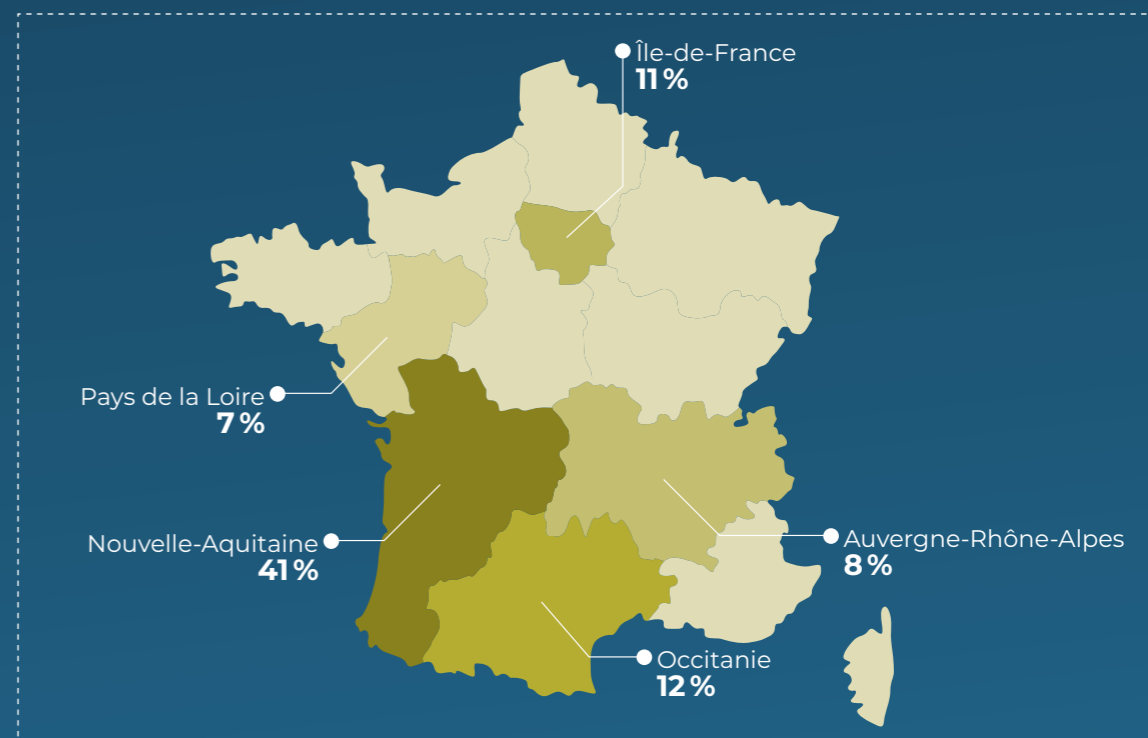 Île-de-France
11 %
Pays de la Loire
7 %
Nouvelle-Aquitaine
41 %
Auvergne-Rhône-Alpes
8 %
Occitanie
12 %